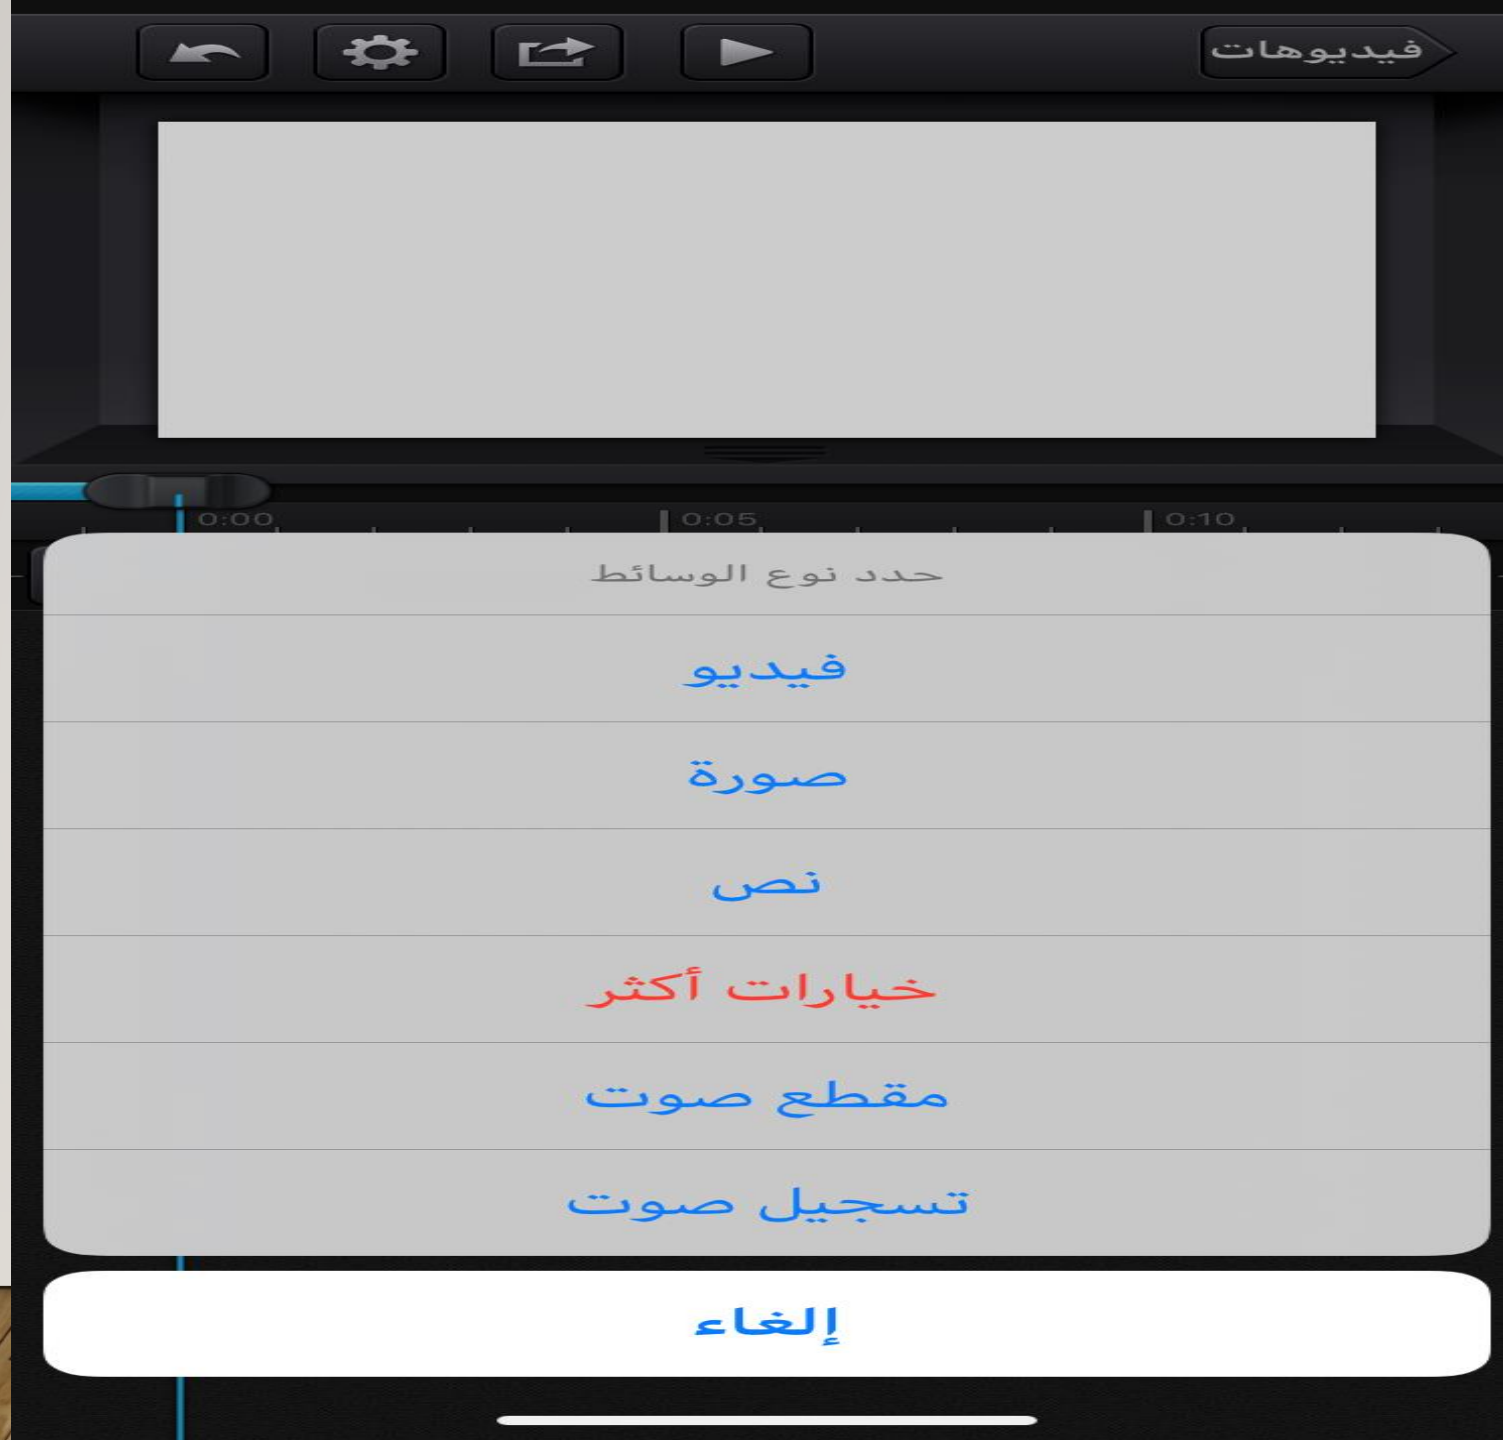 فيديوهات
0:00 0:05 0:10
حدد نوع الوسائط
فيديو
صورة
نص
خيارات أكثر
مقطع صوت
تسجيل صوت
إلغاء